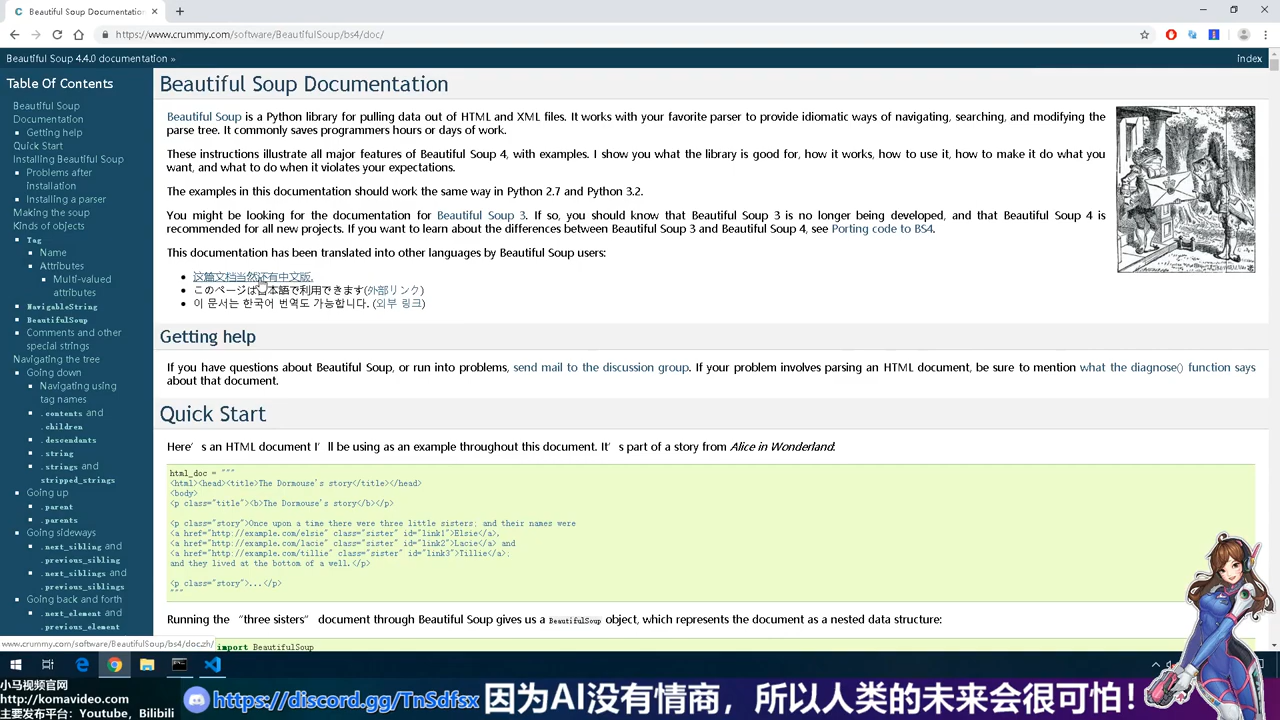 Beautiful Soup Documentatio
https://www.crummy.com/software/BeautifulSoup/bs4/doc/
Beautiful Soup 4.4.0 documentation »
index
Table Of Contents
Beautiful Soup
Documentation
Getting help
Quick Start
Installing Beautiful Soup
Problems after
installation
Installing a parser
Making the soup
Kinds of objects
Tag
Name
Attributes
Multi-valued
attributes
NavigableString
BeautifulSoup
Comments and other
special strings
Navigating the tree
Going down
Navigating using
tag names
.contents and
.children
.descendants
.string
.strings and
stripped_strings
Going up
.parent
.parents
Going sideways
.next_sibling and
.previous_sibling
.next_siblings and
.previous_siblings
Going back and forth
.next_element and
.previous_element
Beautiful Soup Documentation
Beautiful Soup is a Python library for pulling data out of HTML and XML files. It works with your favorite parser to provide idiomatic ways of navigating, searching, and modifying the
parse tree. It commonly saves programmers hours or days of work.
These instructions illustrate all major features of Beautiful Soup 4, with examples. I show you what the library is good for, how it works, how to use it, how to make it do what you
want, and what to do when it violates your expectations.
The examples in this documentation should work the same way in Python 2.7 and Python 3.2.
You might be looking for the documentation for Beautiful Soup 3. If so, you should know that Beautiful Soup 3 is no longer being developed, and that Beautiful Soup 4 is
recommended for all new projects. If you want to learn about the differences between Beautiful Soup 3 and Beautiful Soup 4, see Porting code to BS4.
This documentation has been translated into other languages by Beautiful Soup users:
这篇文档当然还有中文版.
このページは日本語で利用できます(外部リンク)
이 문서는 한국어 번역도 가능합니다. (외부 링크)
Getting help
If you have questions about Beautiful Soup, or run into problems, send mail to the discussion group. If your problem involves parsing an HTML document, be sure to mention what the diagnose() function says
about that document.
Quick Start
Here's an HTML document I'll be using as an example throughout this document. It's part of a story from Alice in Wonderland:
html_doc = """
<html><head><title>The Dormouse's story</title></head>
<body>
<p class="title"><b>The Dormouse's story</b></p>
<p class="story">Once upon a time there were three little sisters; and their names were
<a href="http://example.com/elsie" class="sister" id="link1">Elsie</a>,
<a href="http://example.com/lacie" class="sister" id="link2">Lacie</a> and
<a href="http://example.com/tillie" class="sister" id="link3">Tillie</a>;
and they lived at the bottom of a well.</p>
<p class="story">...</p>
"""
Running the "three sisters" document through Beautiful Soup gives us a BeautifulSoup object, which represents the document as a nested data structure:
import BeautifulSoup
www.crummy.com/software/BeautifulSoup/bs4/doc.zh/
小马视频官网
http://komavideo.com
主要发布平台：Youtube，Bilibili
https://discord.gg/TnSdfsx 因为AI没有情商，所以人类的未来会很可怕！